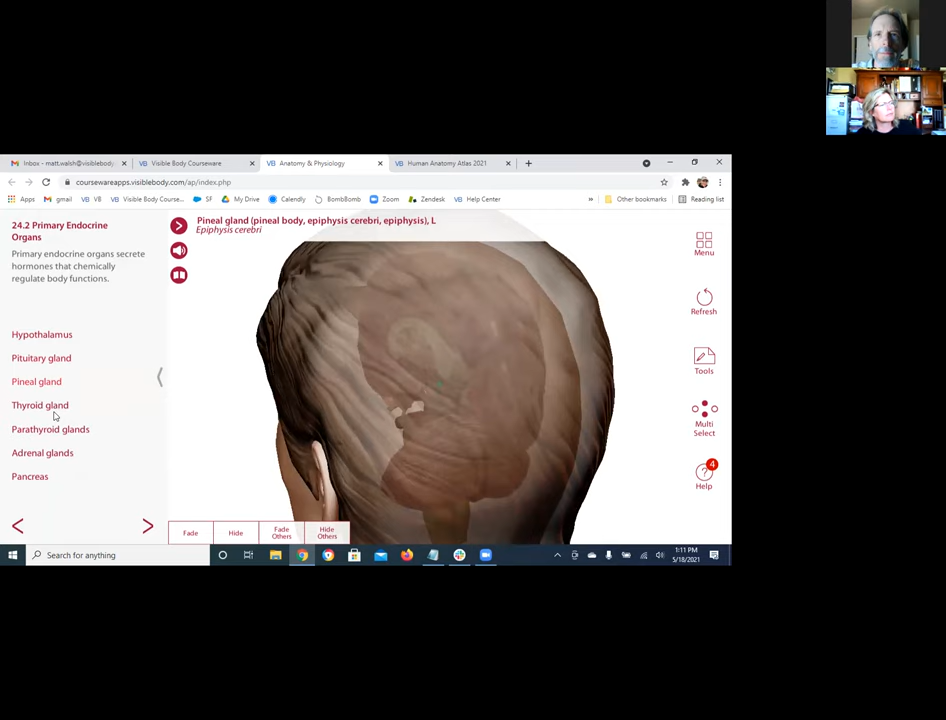 Inbox - matt.walsh@visiblebody
Visible Body Courseware
Anatomy & Physiology
Human Anatomy Atlas 2021
coursewareapps.visiblebody.com/ap/index.php
Apps
gmail
VB
Visible Body Course...
SF
My Drive
Calendly
BombBomb
Zoom
Zendesk
Help Center
»
Other bookmarks
Reading list
24.2 Primary Endocrine
Organs
Primary endocrine organs secrete
hormones that chemically
regulate body functions.
Hypothalamus
Pituitary gland
Pineal gland
Thyroid gland
Parathyroid glands
Adrenal glands
Pancreas
Pineal gland (pineal body, epiphysis cerebri, epiphysis), L
Epiphysis cerebri
Menu
Refresh
Tools
Multi
Select
4
Help
Fade
Hide
Fade
Others
Hide
Others
Search for anything
1:11 PM
5/18/2021